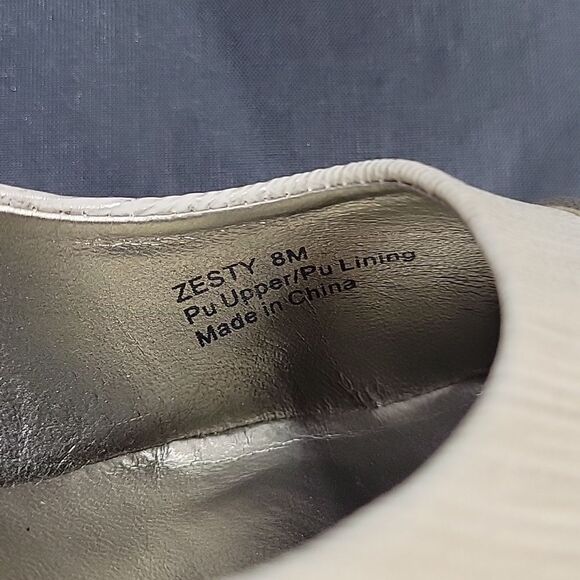 ZESTY 8M
Pu Upper/Pu Lining
Made in China